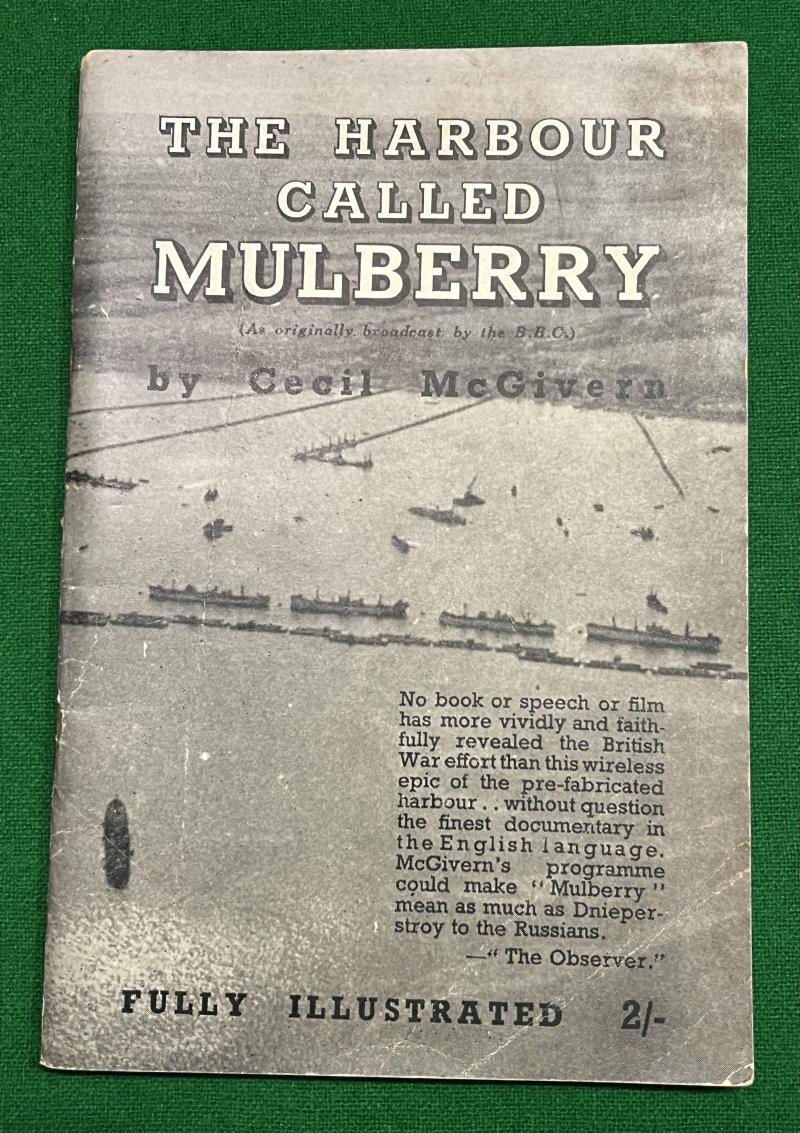 THE HARBOUR
CALLED
MULBERRY
(As originally broadcast by the B.B.C.)
by Cecil McGivern
No book or speech or film
has more vividly and faith-
fully revealed the British
War effort than this wireless
epic of the pre-fabricated
harbour . . without question
the finest documentary in
the English language.
McGivern's programme
could make "Mulberry"
mean as much as Dnieper-
stroy to the Russians.
—"The Observer."
FULLY ILLUSTRATED 2/-